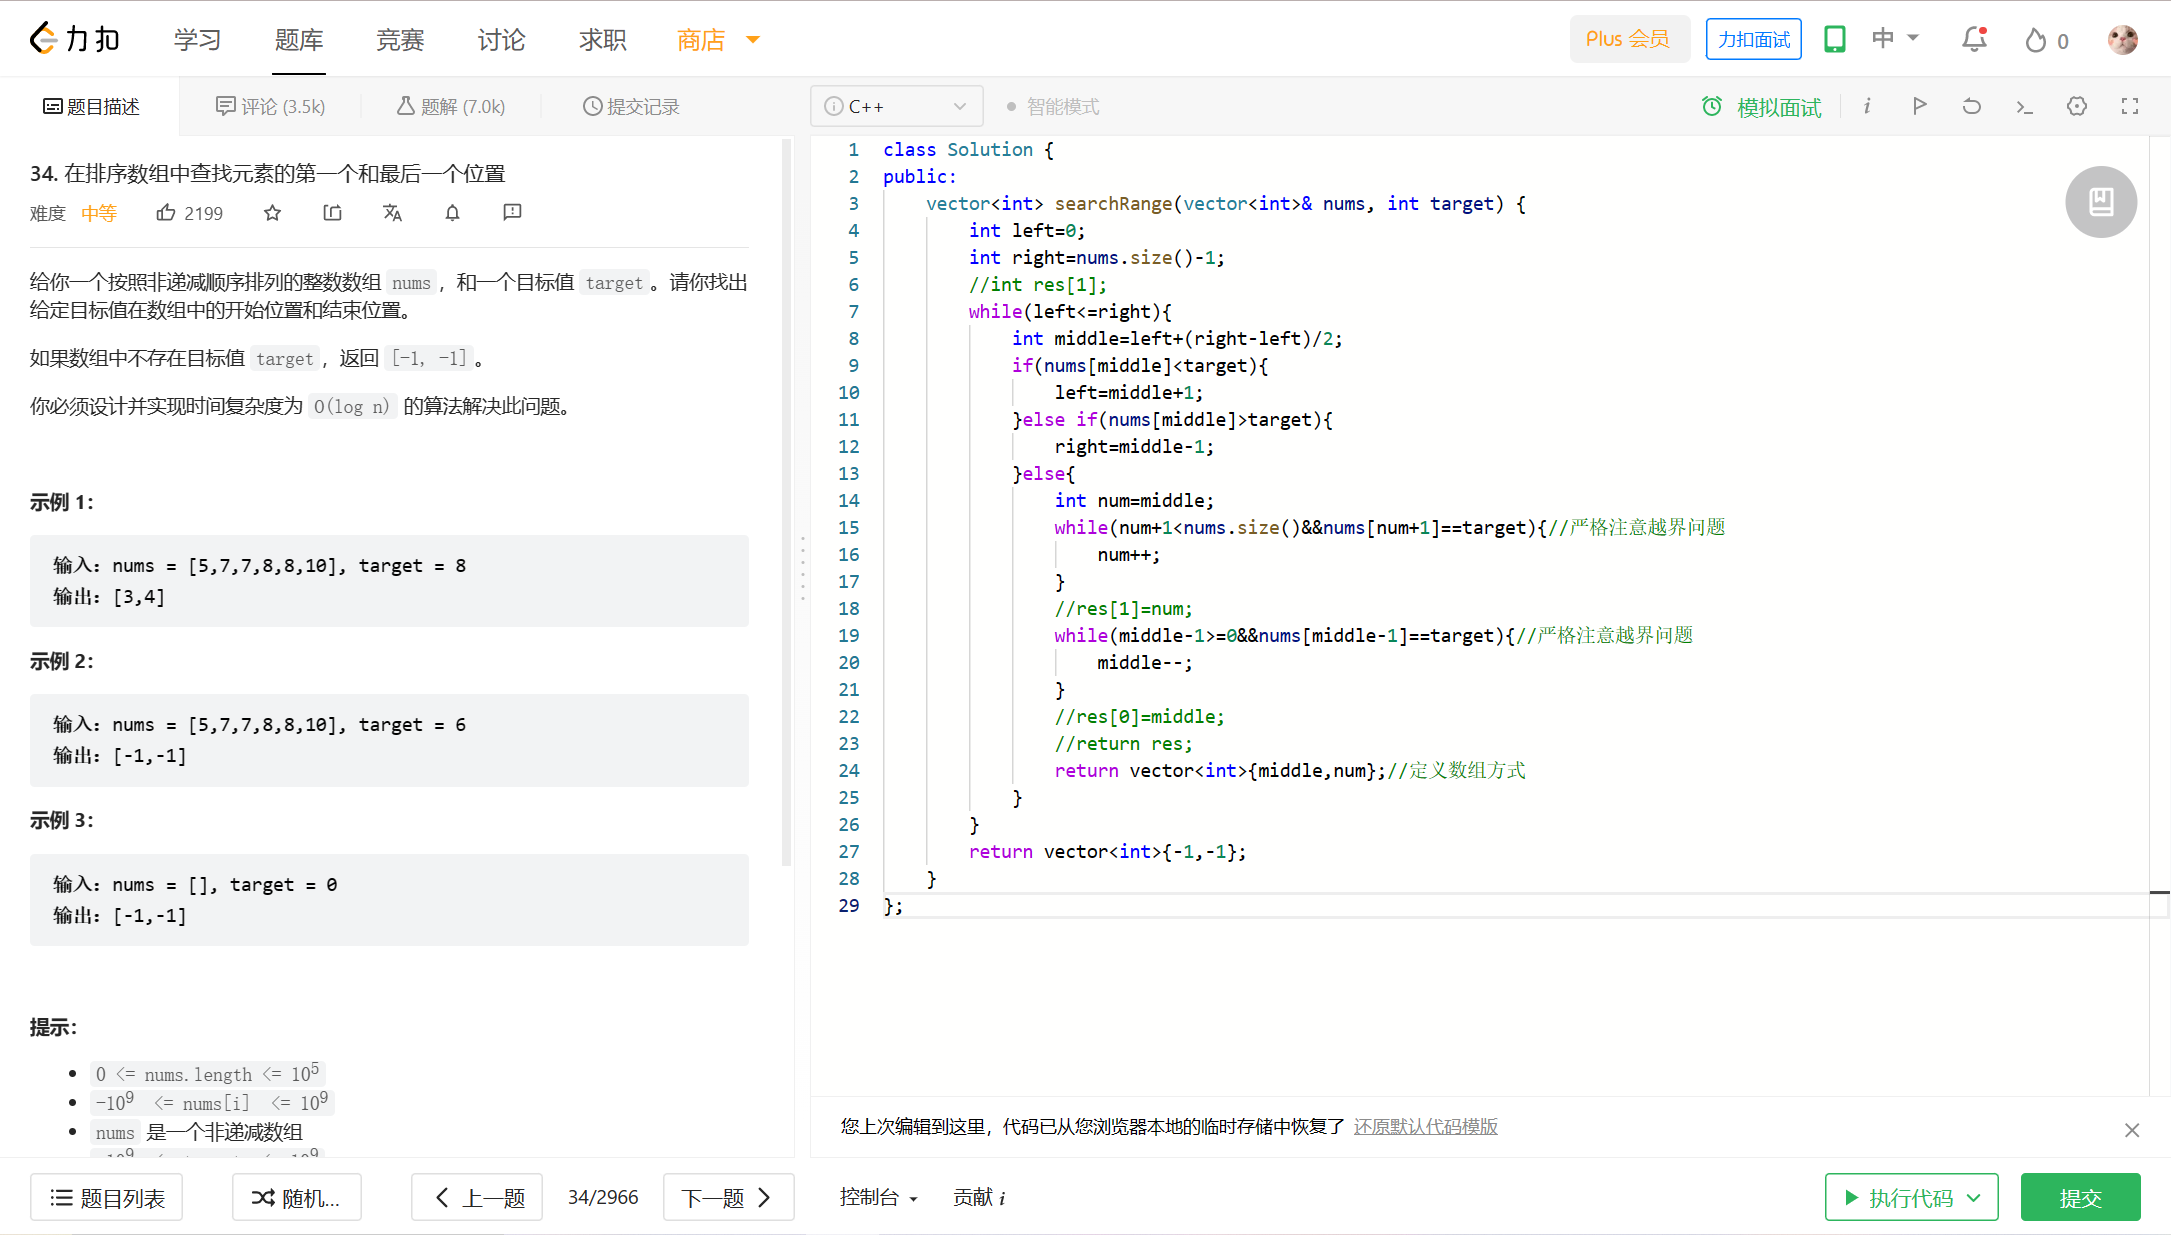 力扣 学习 题库 竞赛 讨论 求职 商店 Plus 会员 力扣面试 中 0
题目描述 评论 (3.5k) 题解 (7.0k) 提交记录 C++ 智能模式 模拟面试
34. 在排序数组中查找元素的第一个和最后一个位置
难度 中等 2199
给你一个按照非递减顺序排列的整数数组 nums，和一个目标值 target。请你找出
给定目标值在数组中的开始位置和结束位置。
如果数组中不存在目标值 target，返回 [-1, -1]。
你必须设计并实现时间复杂度为 O(log n) 的算法解决此问题。
示例 1：
输入：nums = [5,7,7,8,8,10], target = 8
输出：[3,4]
示例 2：
输入：nums = [5,7,7,8,8,10], target = 6
输出：[-1,-1]
示例 3：
输入：nums = [], target = 0
输出：[-1,-1]
提示：
0 <= nums.length <= 10⁵
-10⁹ <= nums[i] <= 10⁹
nums 是一个非递减数组
题目列表 随机... 上一题 34/2966 下一题
1 class Solution {
2 public:
3 vector<int> searchRange(vector<int>& nums, int target) {
4 int left=0;
5 int right=nums.size()-1;
6 //int res[1];
7 while(left<=right){
8 int middle=left+(right-left)/2;
9 if(nums[middle]<target){
10 left=middle+1;
11 }else if(nums[middle]>target){
12 right=middle-1;
13 }else{
14 int num=middle;
15 while(num+1<nums.size()&&nums[num+1]==target){//严格注意越界问题
16 num++;
17 }
18 //res[1]=num;
19 while(middle-1>=0&&nums[middle-1]==target){//严格注意越界问题
20 middle--;
21 }
22 //res[0]=middle;
23 //return res;
24 return vector<int>{middle,num};//定义数组方式
25 }
26 }
27 return vector<int>{-1,-1};
28 }
29 };
您上次编辑到这里，代码已从您浏览器本地的临时存储中恢复了 还原默认代码模版
控制台 贡献 i 执行代码 提交